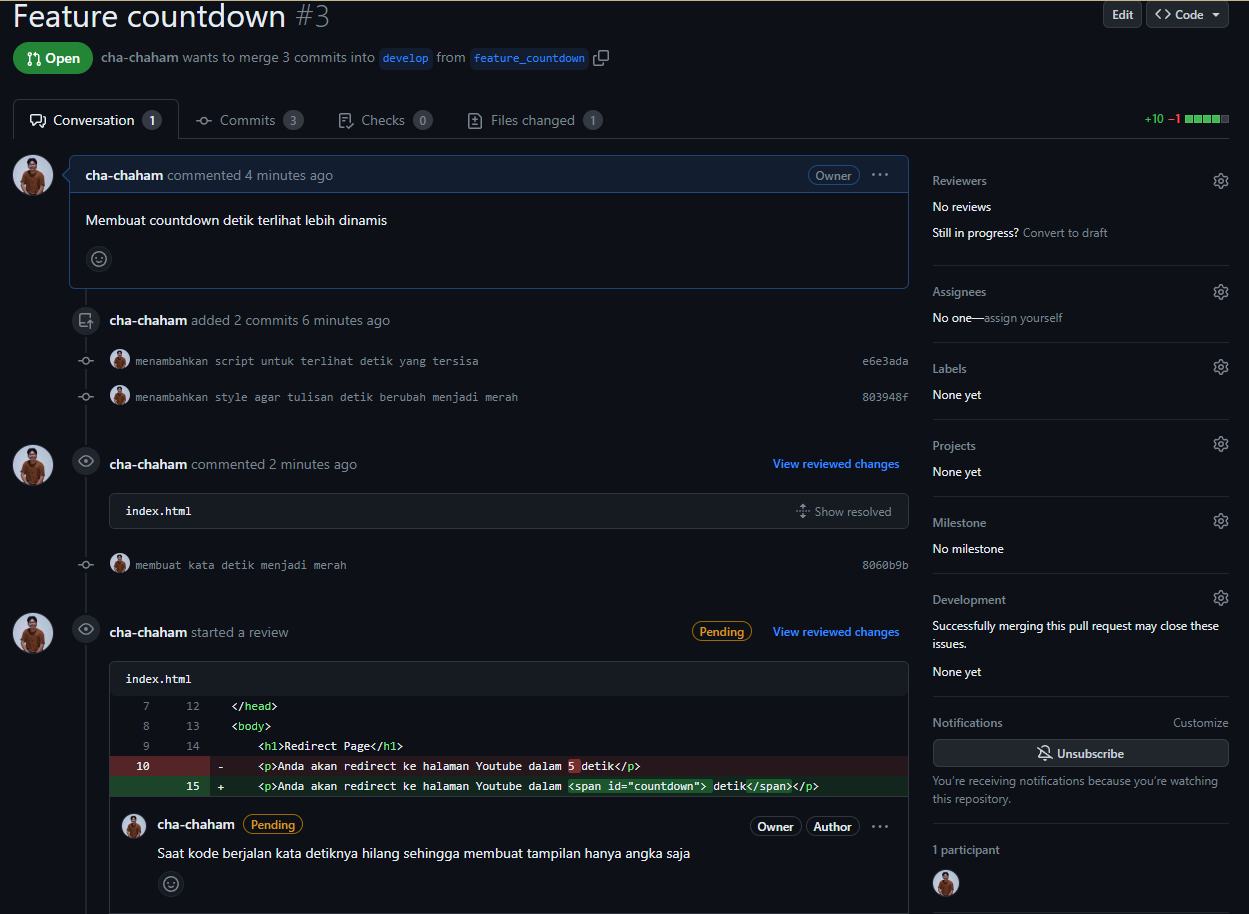 Feature countdown #3
Edit
Code
Open
cha-chaham wants to merge 3 commits into develop from feature_countdown
Conversation 1
Commits 3
Checks 0
Files changed 1
+10 −1
cha-chaham commented 4 minutes ago
Owner
Membuat countdown detik terlihat lebih dinamis
cha-chaham added 2 commits 6 minutes ago
menambahkan script untuk terlihat detik yang tersisa
e6e3ada
menambahkan style agar tulisan detik berubah menjadi merah
803948f
cha-chaham commented 2 minutes ago
View reviewed changes
index.html
Show resolved
membuat kata detik menjadi merah
8060b9b
cha-chaham started a review
Pending
View reviewed changes
index.html
7 12 </head>
8 13 <body>
9 14 <h1>Redirect Page</h1>
10 - <p>Anda akan redirect ke halaman Youtube dalam 5 detik</p>
15 + <p>Anda akan redirect ke halaman Youtube dalam <span id="countdown"> detik</span></p>
cha-chaham Pending
Owner
Author
Saat kode berjalan kata detiknya hilang sehingga membuat tampilan hanya angka saja
Reviewers
No reviews
Still in progress? Convert to draft
Assignees
No one—assign yourself
Labels
None yet
Projects
None yet
Milestone
No milestone
Development
Successfully merging this pull request may close these
issues.
None yet
Notifications
Customize
Unsubscribe
You're receiving notifications because you're watching
this repository.
1 participant